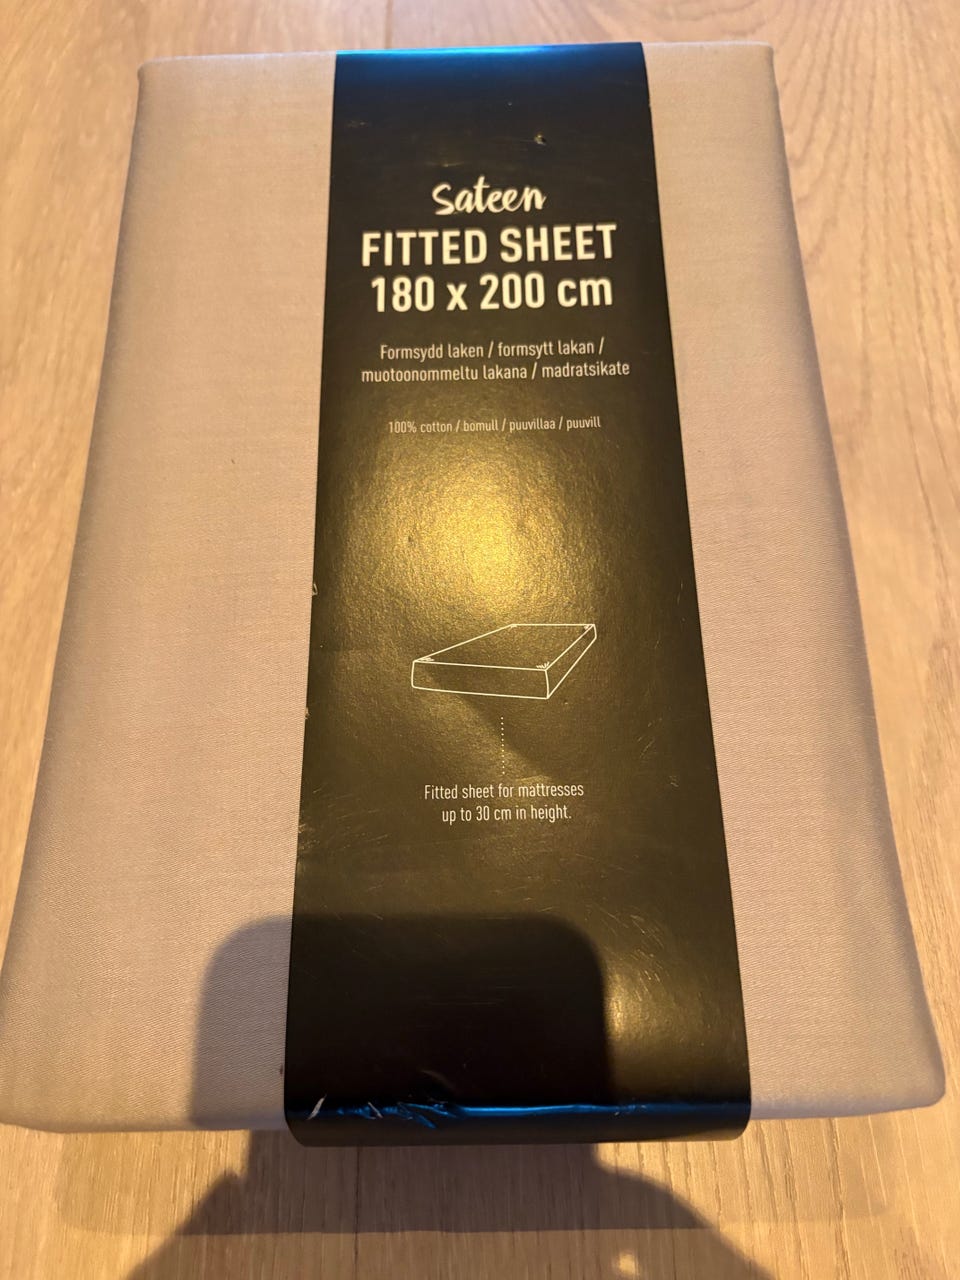 Sateen
FITTED SHEET
180 x 200 cm
Formsydd laken / formsytt lakan /
muotoonommeltu lakana / madratsikate
100% cotton / bomull / puuvillaa / puuvill
Fitted sheet for mattresses
up to 30 cm in height.